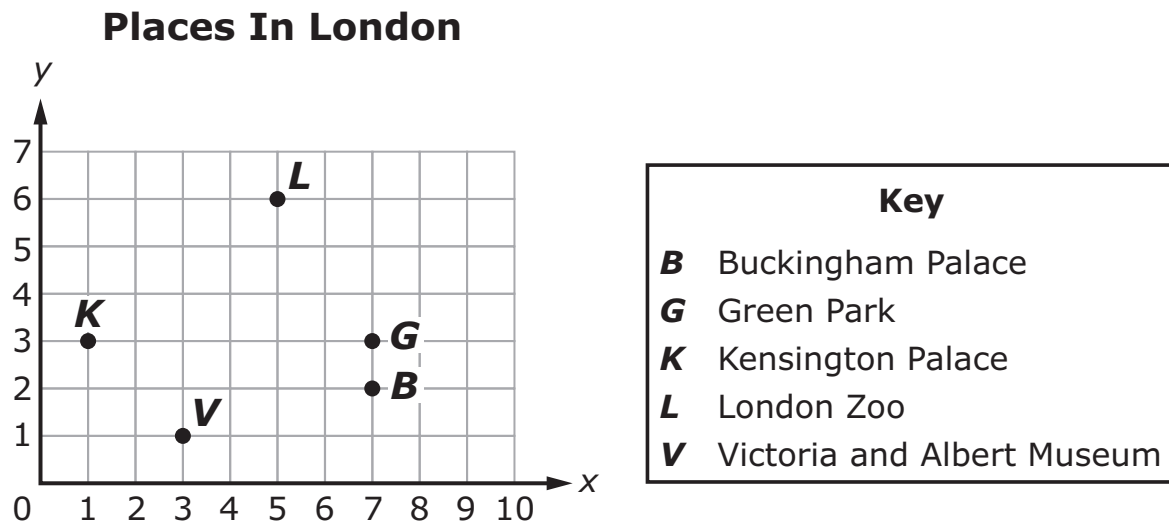 Places In London
y
7
L
6
5
4
K
3
G
2
B
V
1
x
0 1 2 3 4 5 6 7 8 9 10
Key
B Buckingham Palace
G Green Park
K Kensington Palace
L London Zoo
V Victoria and Albert Museum